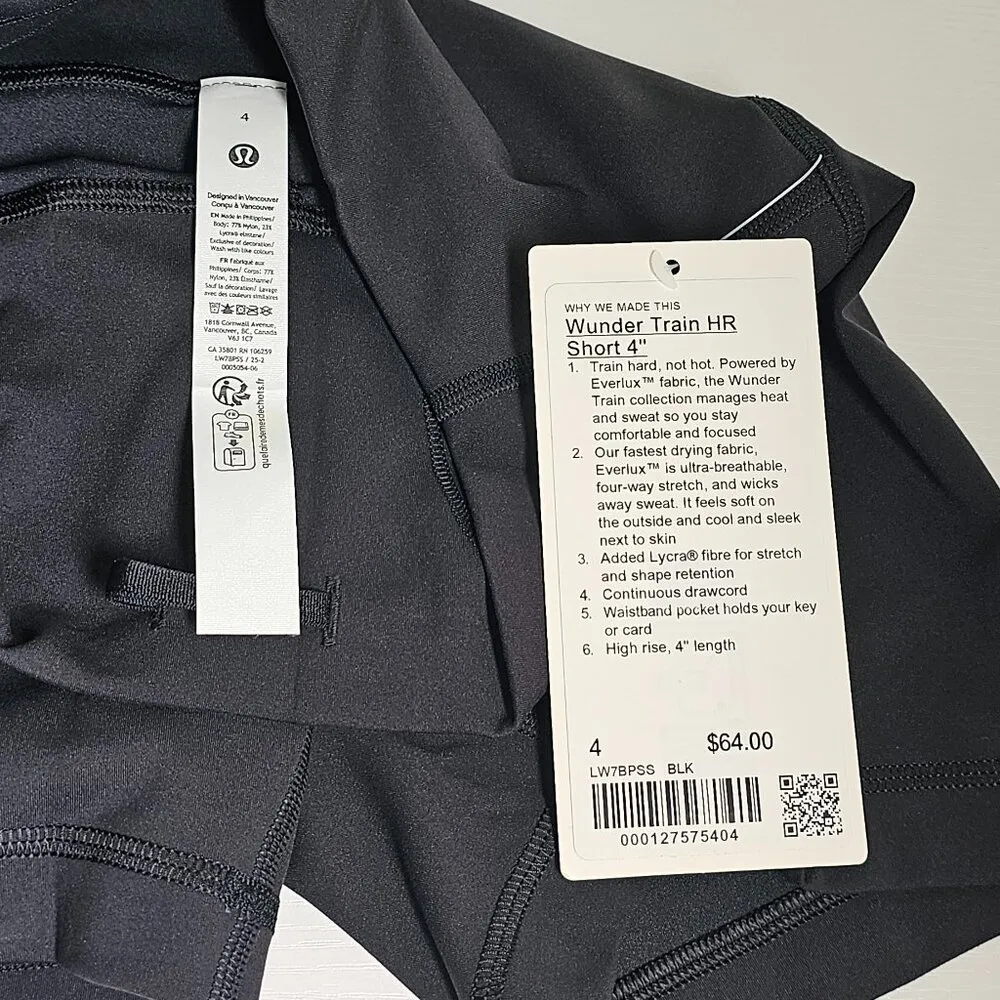 4
Designed in Vancouver
Conçu à Vancouver
EN Made in Philippines/
Body: 77% Nylon, 23%
Lycra® elastane/
Exclusive of decoration/
Wash with like colours
FR Fabriqué aux
Philippines/ Corps: 77%
Nylon, 23% Élasthanne/
Sauf la décoration/ Lavage
avec des couleurs similaires
1818 Cornwall Avenue,
Vancouver, BC, Canada
V6J 1C7
CA 35801 RN 106259
LW7BPSS / 25-2
0005054-06
FR
quefairedemesdechets.fr
WHY WE MADE THIS
Wunder Train HR
Short 4"
1. Train hard, not hot. Powered by
Everlux™ fabric, the Wunder
Train collection manages heat
and sweat so you stay
comfortable and focused
2. Our fastest drying fabric,
Everlux™ is ultra-breathable,
four-way stretch, and wicks
away sweat. It feels soft on
the outside and cool and sleek
next to skin
3. Added Lycra® fibre for stretch
and shape retention
4. Continuous drawcord
5. Waistband pocket holds your key
or card
6. High rise, 4" length
4 $64.00
LW7BPSS BLK
000127575404